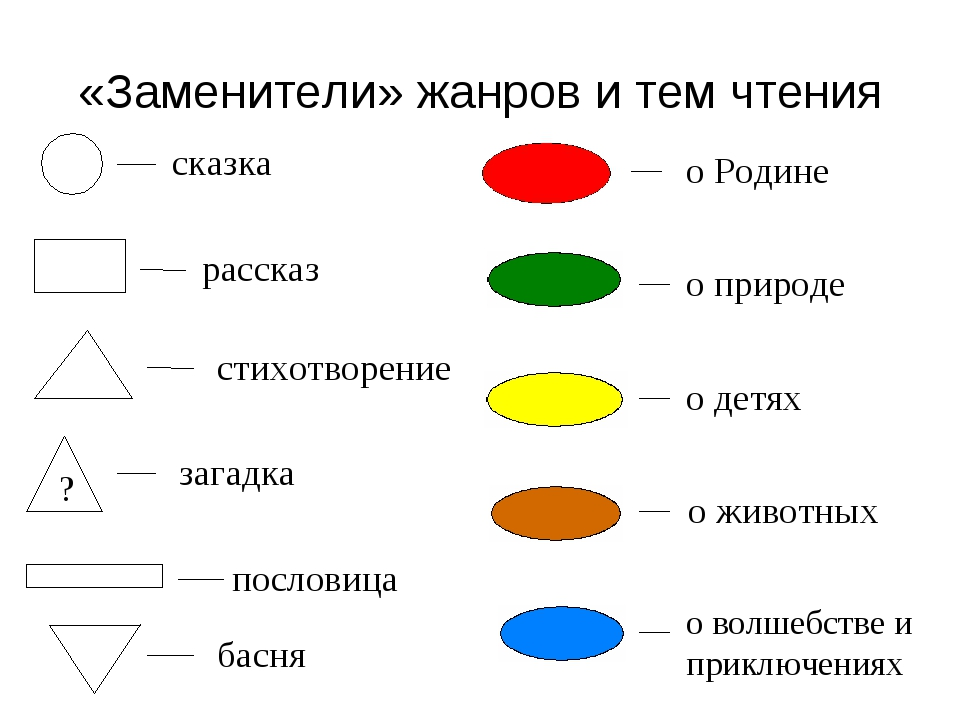 «Заменители» жанров и тем чтения
сказка
рассказ
стихотворение
?
загадка
пословица
басня
о Родине
о природе
о детях
о животных
о волшебстве и
приключениях